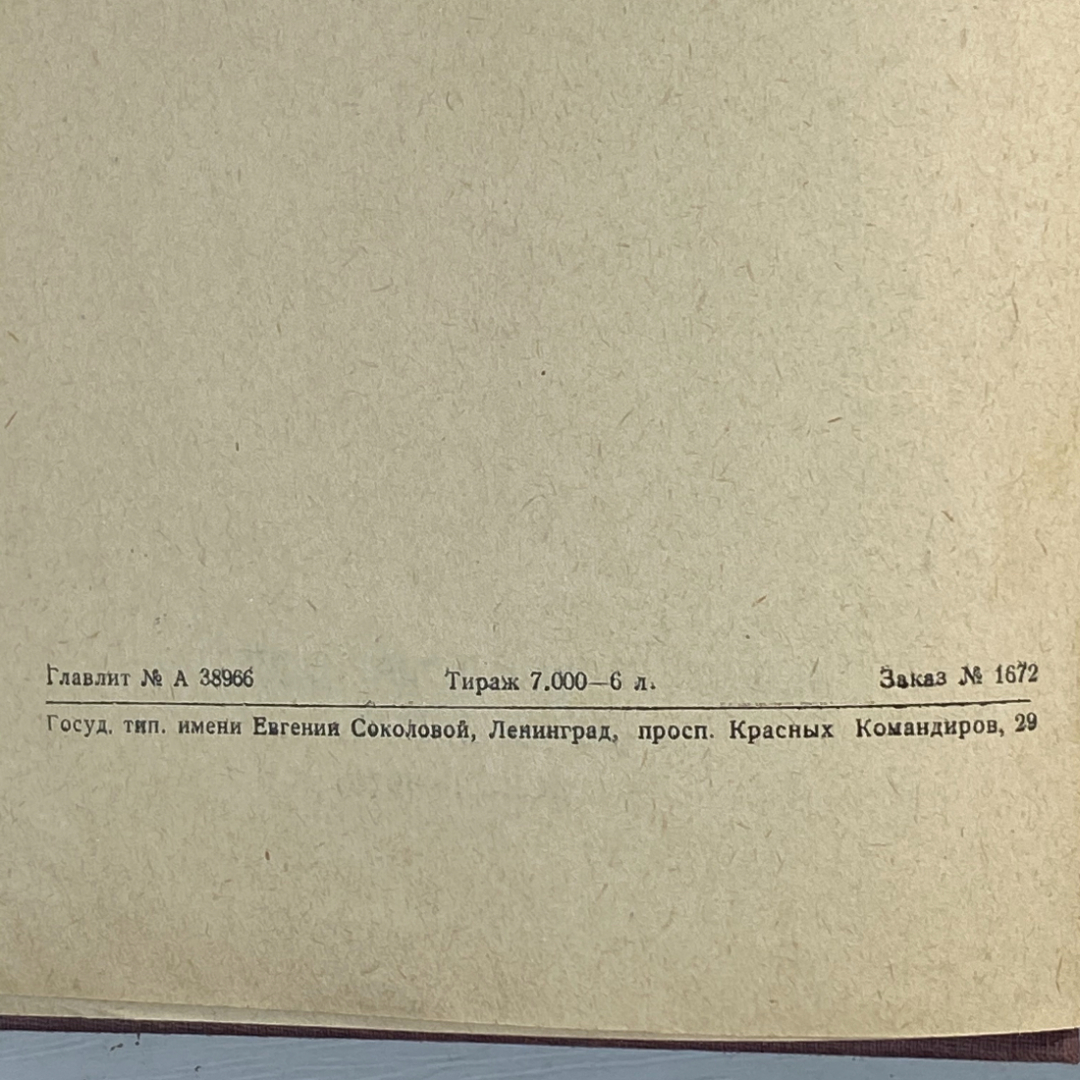 Главлит № А 38966 Тираж 7.000—6 л. Заказ № 1672
Госуд. тип. имени Евгении Соколовой, Ленинград, просп. Красных Командиров, 29